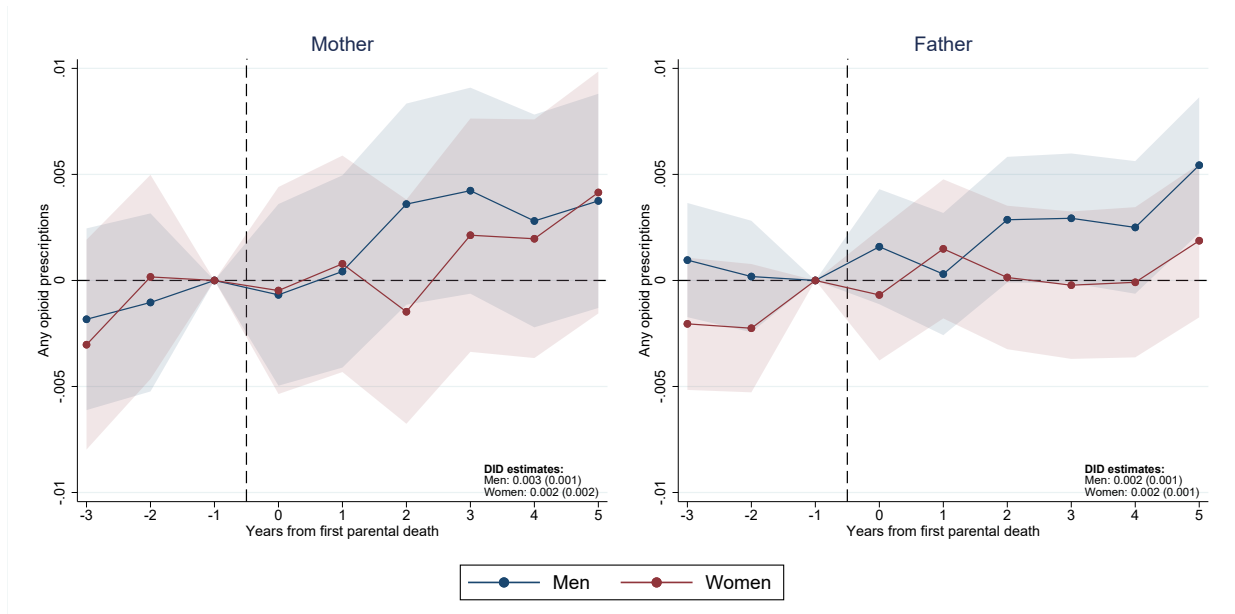 Mother
Any opioid prescriptions
.01
.005
0
-.005
-.01
DID estimates:
Men: 0.003 (0.001)
Women: 0.002 (0.002)
-3 -2 -1 0 1 2 3 4 5
Years from first parental death
Father
Any opioid prescriptions
.01
.005
0
-.005
-.01
DID estimates:
Men: 0.002 (0.001)
Women: 0.002 (0.001)
-3 -2 -1 0 1 2 3 4 5
Years from first parental death
Men Women